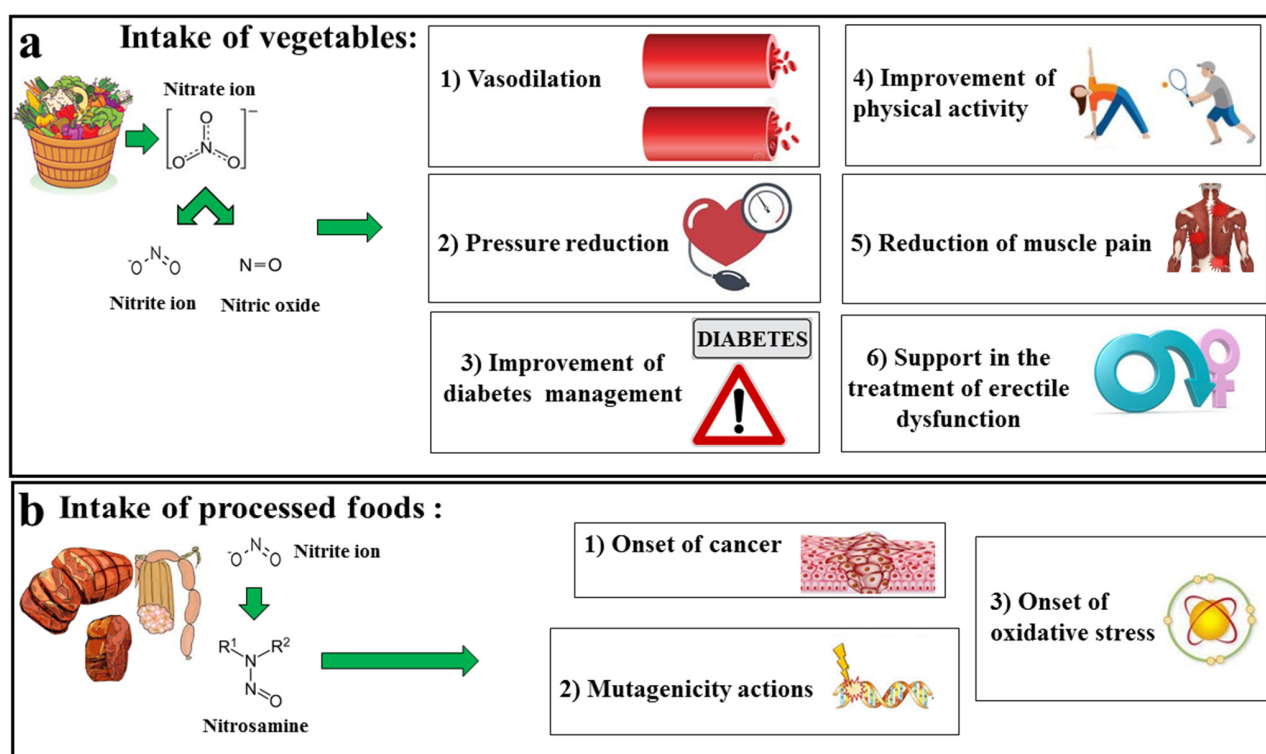 a
Intake of vegetables:
Nitrate ion
O
N
O
O
−
⁻O
N
O
Nitrite ion
N=O
Nitric oxide
1) Vasodilation
2) Pressure reduction
3) Improvement of
diabetes management
DIABETES
!
4) Improvement of
physical activity
5) Reduction of muscle pain
6) Support in the
treatment of erectile
dysfunction
b
Intake of processed foods :
⁻O
N
O
Nitrite ion
R¹
N
R²
N
O
Nitrosamine
1) Onset of cancer
2) Mutagenicity actions
3) Onset of
oxidative stress